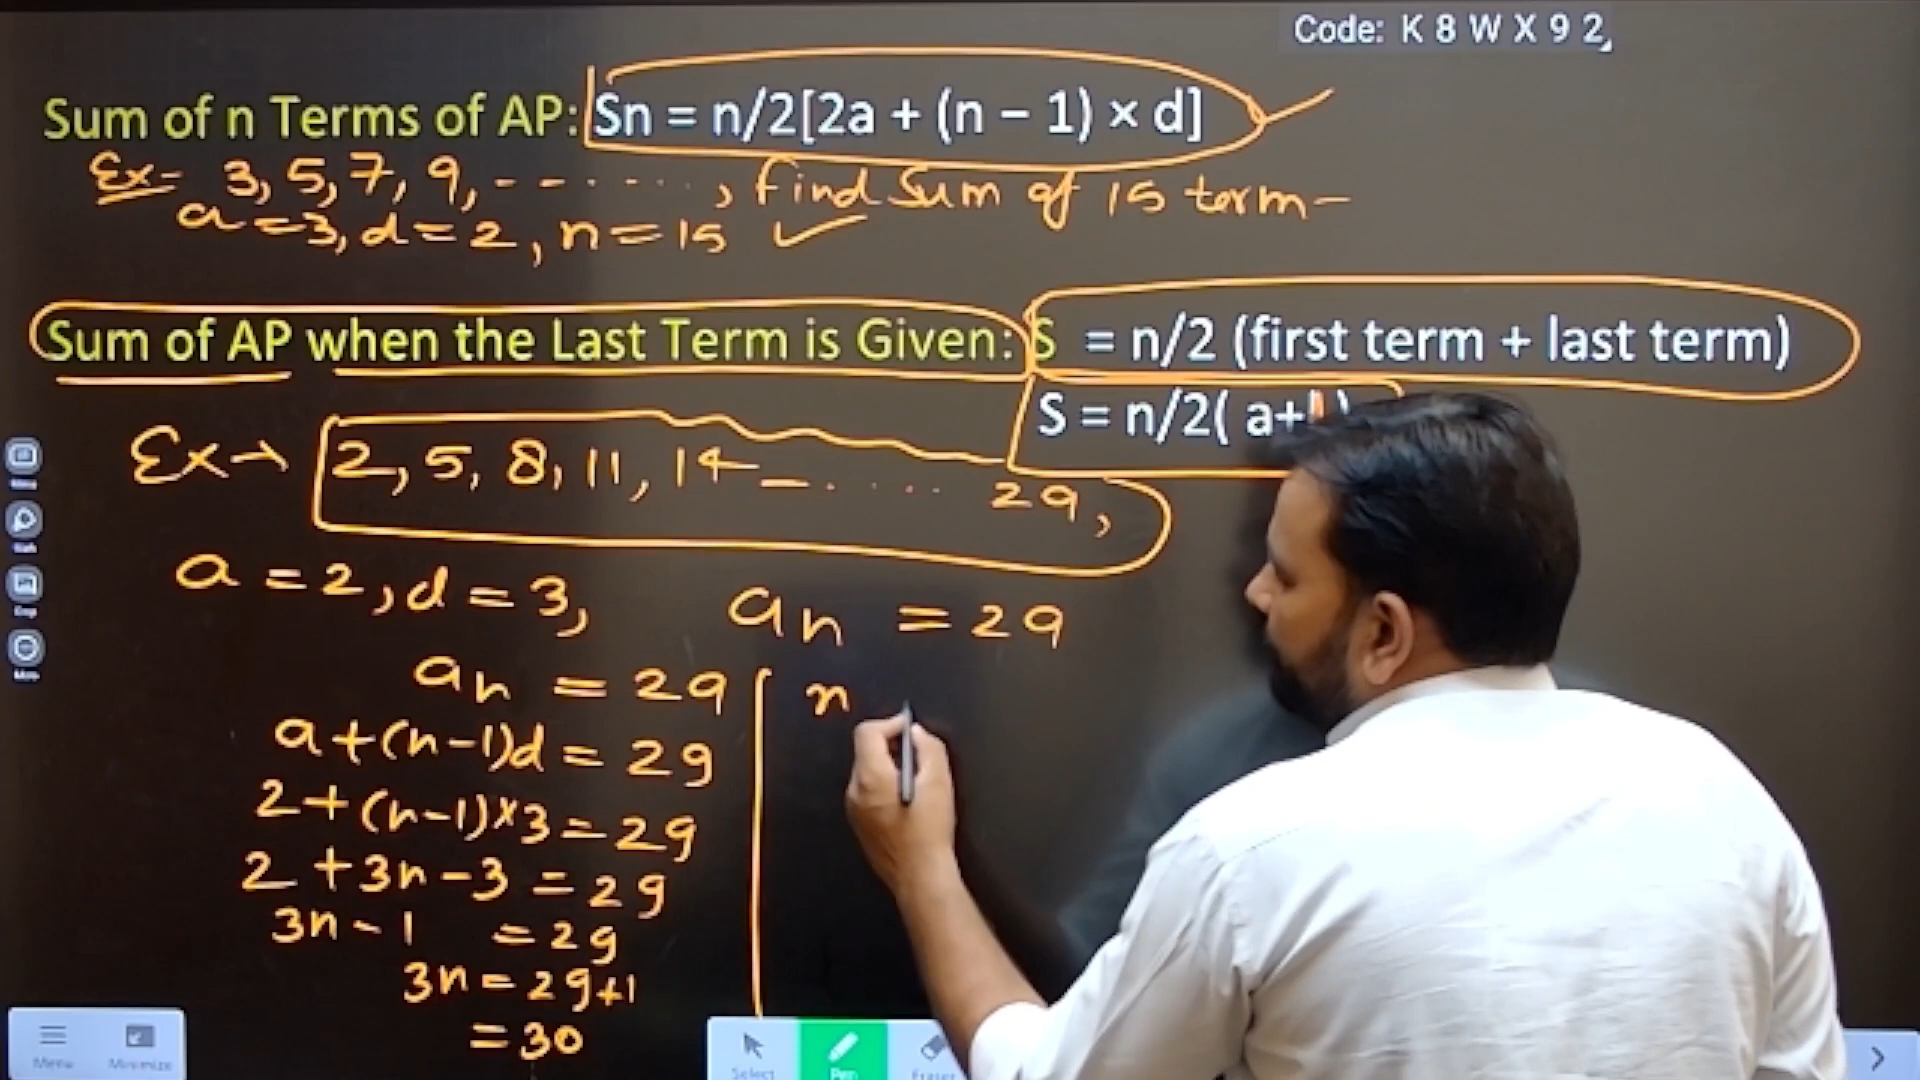 Code: K 8 W X 9 2
Sum of n Terms of AP: Sn = n/2[2a + (n – 1) × d]
Ex- 3, 5, 7, 9, - - - ....., find Sum of 15 term-
a = 3, d = 2, n = 15 ✓
Sum of AP when the Last Term is Given: S = n/2 (first term + last term)
S = n/2( a+l )
Ex→ 2, 5, 8, 11, 14 - ..... 29,
a = 2, d = 3, an = 29
an = 29
n
a+(n-1)d = 29
2+(n-1)×3 = 29
2 +3n-3 = 29
3n - 1 = 29
3n = 29+1
= 30
Menu
Minimize
Select
Pen
Eraser